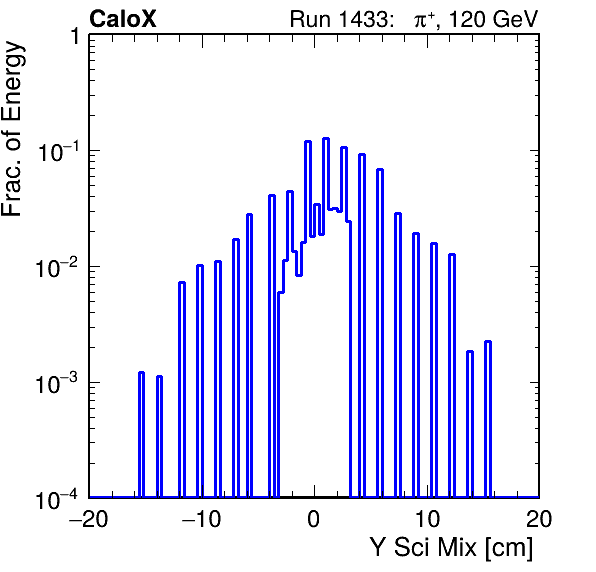 CaloX Run 1433: π⁺, 120 GeV
Frac. of Energy
1
10⁻¹
10⁻²
10⁻³
10⁻⁴
−20 −10 0 10 20
Y Sci Mix [cm]